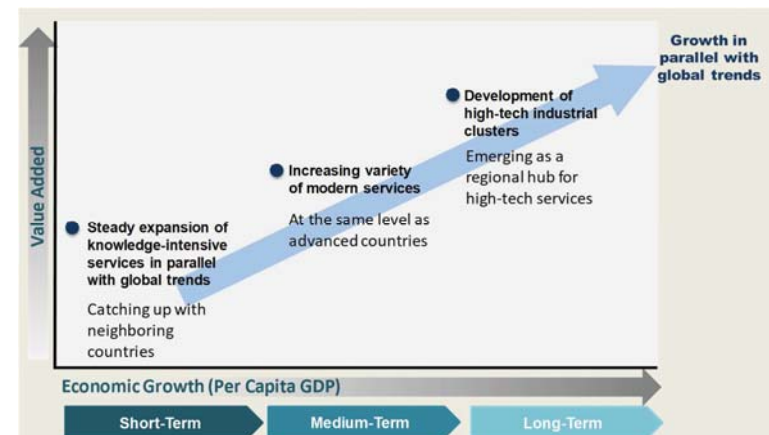 Growth in
parallel with
global trends
Value Added
Development of
high-tech industrial
clusters
Emerging as a
regional hub for
high-tech services
Increasing variety
of modern services
At the same level as
advanced countries
Steady expansion of
knowledge-intensive
services in parallel
with global trends
Catching up with
neighboring
countries
Economic Growth (Per Capita GDP)
Short-Term
Medium-Term
Long-Term